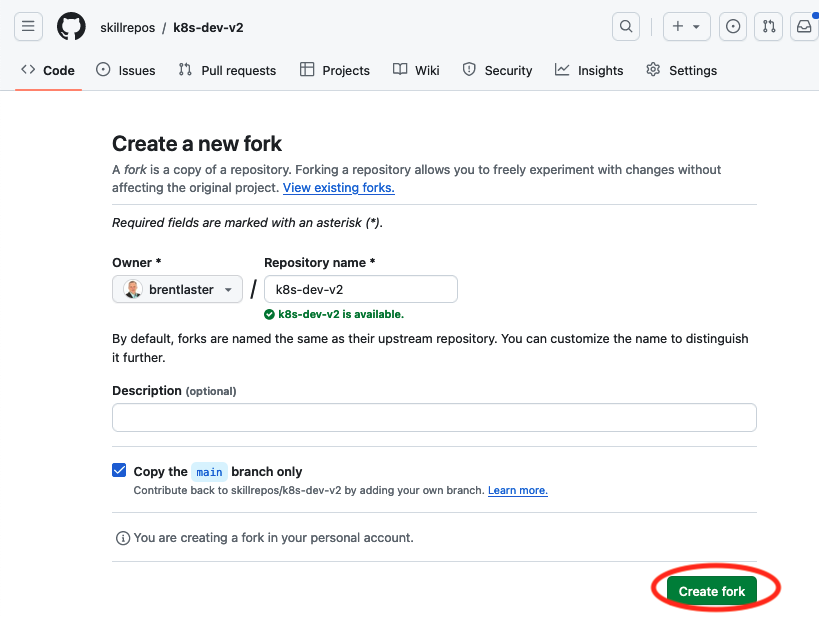 skillrepos / k8s-dev-v2
Code Issues Pull requests Projects Wiki Security Insights Settings
Create a new fork
A fork is a copy of a repository. Forking a repository allows you to freely experiment with changes without
affecting the original project. View existing forks.
Required fields are marked with an asterisk (*).
Owner * Repository name *
brentlaster / k8s-dev-v2
k8s-dev-v2 is available.
By default, forks are named the same as their upstream repository. You can customize the name to distinguish
it further.
Description (optional)
Copy the main branch only
Contribute back to skillrepos/k8s-dev-v2 by adding your own branch. Learn more.
You are creating a fork in your personal account.
Create fork